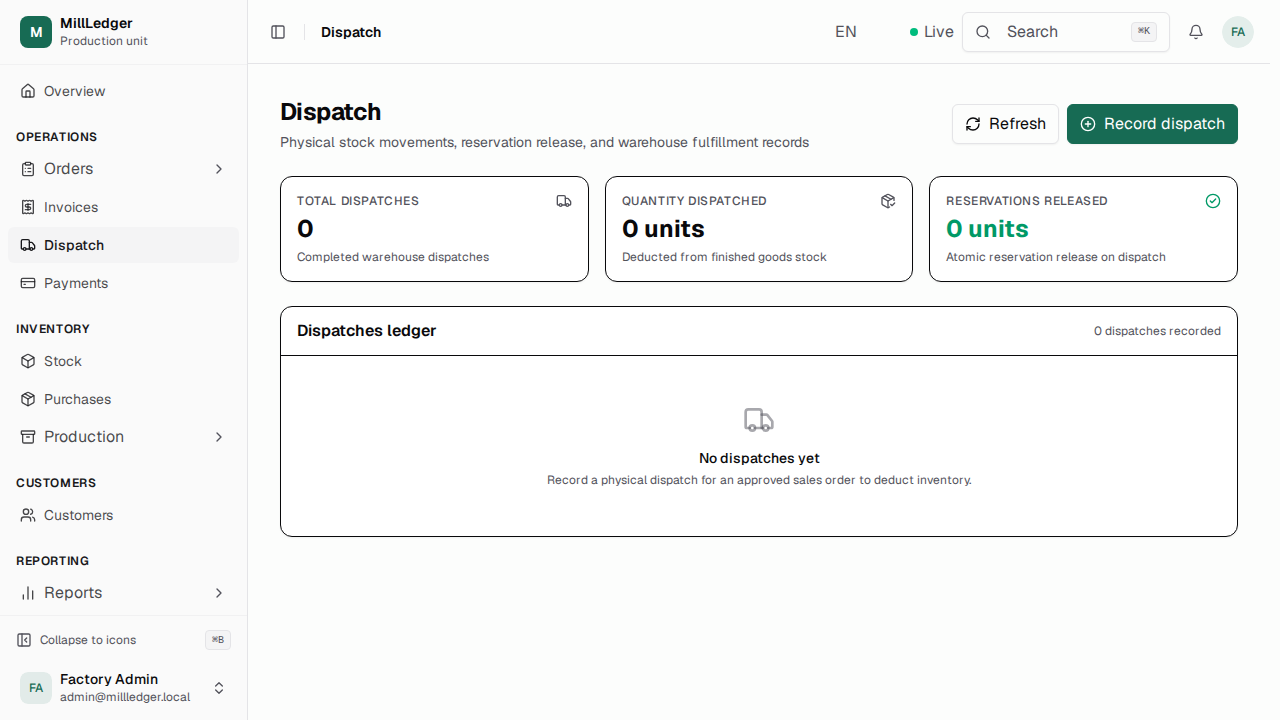 M
MillLedger
Production unit
Overview
OPERATIONS
Orders
Invoices
Dispatch
Payments
INVENTORY
Stock
Purchases
Production
CUSTOMERS
Customers
REPORTING
Reports
Collapse to icons
⌘B
FA
Factory Admin
admin@millledger.local
Dispatch
EN
Live
Search
⌘K
FA
Dispatch
Physical stock movements, reservation release, and warehouse fulfillment records
Refresh
Record dispatch
TOTAL DISPATCHES
0
Completed warehouse dispatches
QUANTITY DISPATCHED
0 units
Deducted from finished goods stock
RESERVATIONS RELEASED
0 units
Atomic reservation release on dispatch
Dispatches ledger
0 dispatches recorded
No dispatches yet
Record a physical dispatch for an approved sales order to deduct inventory.